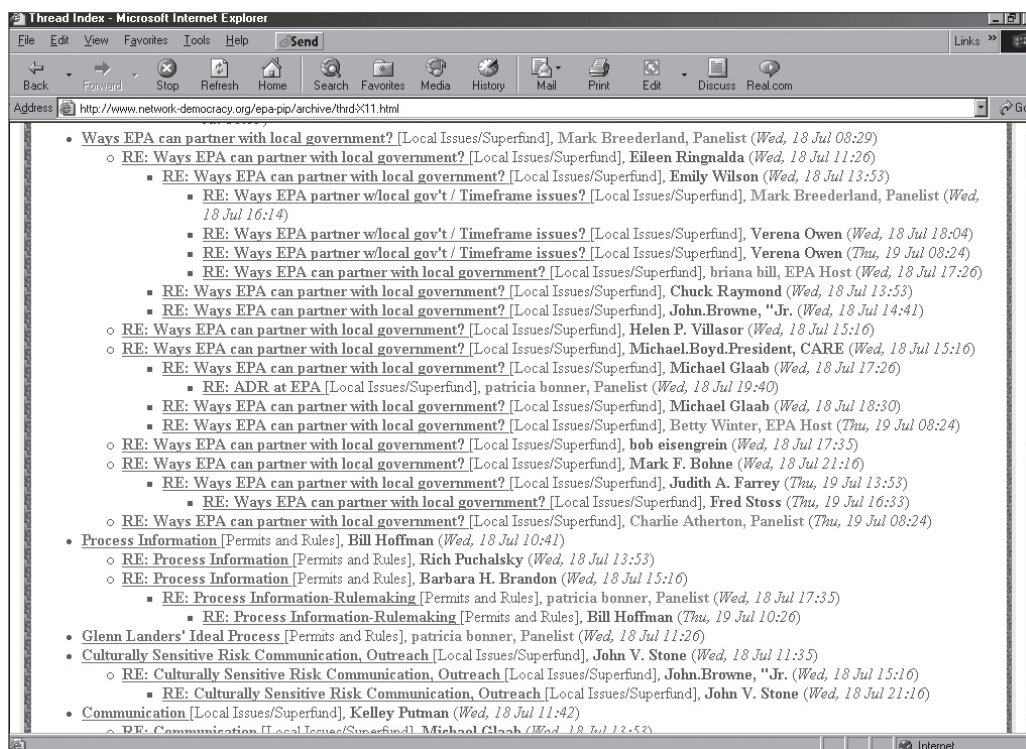 Thread Index - Microsoft Internet Explorer
File Edit View Favorites Tools Help Send Links »
Back Forward Stop Refresh Home Search Favorites Media History Mail Print Edit Discuss Real.com
Address http://www.network-democracy.org/epa-pip/archive/thrd-X11.html Go
Ways EPA can partner with local government? [Local Issues/Superfund], Mark Breederland, Panelist (Wed, 18 Jul 08:29)
RE: Ways EPA can partner with local government? [Local Issues/Superfund], Eileen Ringnalda (Wed, 18 Jul 11:26)
RE: Ways EPA can partner with local government? [Local Issues/Superfund], Emily Wilson (Wed, 18 Jul 13:53)
RE: Ways EPA partner w/local gov't / Timeframe issues? [Local Issues/Superfund], Mark Breederland, Panelist (Wed,
18 Jul 16:14)
RE: Ways EPA partner w/local gov't / Timeframe issues? [Local Issues/Superfund], Verena Owen (Wed, 18 Jul 18:04)
RE: Ways EPA partner w/local gov't / Timeframe issues? [Local Issues/Superfund], Verena Owen (Thu, 19 Jul 08:24)
RE: Ways EPA can partner with local government? [Local Issues/Superfund], briana bill, EPA Host (Wed, 18 Jul 17:26)
RE: Ways EPA can partner with local government? [Local Issues/Superfund], Chuck Raymond (Wed, 18 Jul 13:53)
RE: Ways EPA can partner with local government? [Local Issues/Superfund], John.Browne, "Jr. (Wed, 18 Jul 14:41)
RE: Ways EPA can partner with local government? [Local Issues/Superfund], Helen P. Villasor (Wed, 18 Jul 15:16)
RE: Ways EPA can partner with local government? [Local Issues/Superfund], Michael.Boyd.President, CARE (Wed, 18 Jul 15:16)
RE: Ways EPA can partner with local government? [Local Issues/Superfund], Michael Glaab (Wed, 18 Jul 17:26)
RE: ADR at EPA [Local Issues/Superfund], patricia bonner, Panelist (Wed, 18 Jul 19:40)
RE: Ways EPA can partner with local government? [Local Issues/Superfund], Michael Glaab (Wed, 18 Jul 18:30)
RE: Ways EPA can partner with local government? [Local Issues/Superfund], Betty Winter, EPA Host (Thu, 19 Jul 08:24)
RE: Ways EPA can partner with local government? [Local Issues/Superfund], bob eisengrein (Wed, 18 Jul 17:35)
RE: Ways EPA can partner with local government? [Local Issues/Superfund], Mark F. Bohne (Wed, 18 Jul 21:16)
RE: Ways EPA can partner with local government? [Local Issues/Superfund], Judith A. Farrey (Thu, 19 Jul 13:53)
RE: Ways EPA can partner with local government? [Local Issues/Superfund], Fred Stoss (Thu, 19 Jul 16:33)
RE: Ways EPA can partner with local government? [Local Issues/Superfund], Charlie Atherton, Panelist (Thu, 19 Jul 08:24)
Process Information [Permits and Rules], Bill Hoffman (Wed, 18 Jul 10:41)
RE: Process Information [Permits and Rules], Rich Puchalsky (Wed, 18 Jul 13:53)
RE: Process Information [Permits and Rules], Barbara H. Brandon (Wed, 18 Jul 15:16)
RE: Process Information-Rulemaking [Permits and Rules], patricia bonner, Panelist (Wed, 18 Jul 17:35)
RE: Process Information-Rulemaking [Permits and Rules], Bill Hoffman (Thu, 19 Jul 10:26)
Glenn Landers' Ideal Process [Permits and Rules], patricia bonner, Panelist (Wed, 18 Jul 11:26)
Culturally Sensitive Risk Communication, Outreach [Local Issues/Superfund], John V. Stone (Wed, 18 Jul 11:35)
RE: Culturally Sensitive Risk Communication, Outreach [Local Issues/Superfund], John.Browne, "Jr. (Wed, 18 Jul 15:16)
RE: Culturally Sensitive Risk Communication, Outreach [Local Issues/Superfund], John V. Stone (Wed, 18 Jul 21:16)
Communication [Local Issues/Superfund], Kelley Putman (Wed, 18 Jul 11:42)
RE: Communication [Local Issues/Superfund], Michael Glaab (Wed, 18 Jul 13:53)
Internet